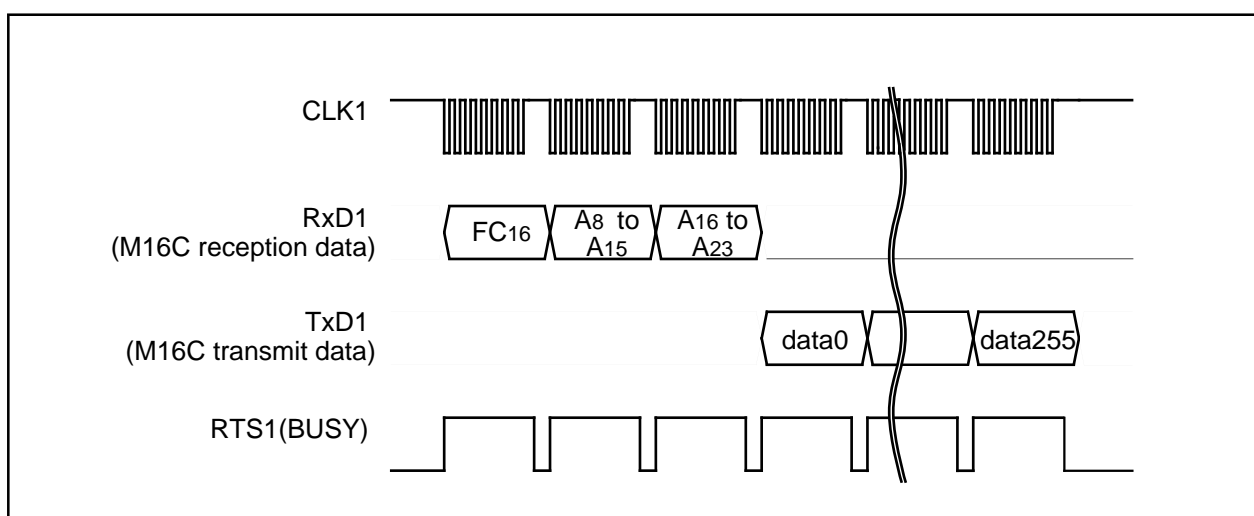 CLK1
RxD1
(M16C reception data)
FC16
A8 to
A15
A16 to
A23
TxD1
(M16C transmit data)
data0
data255
RTS1(BUSY)